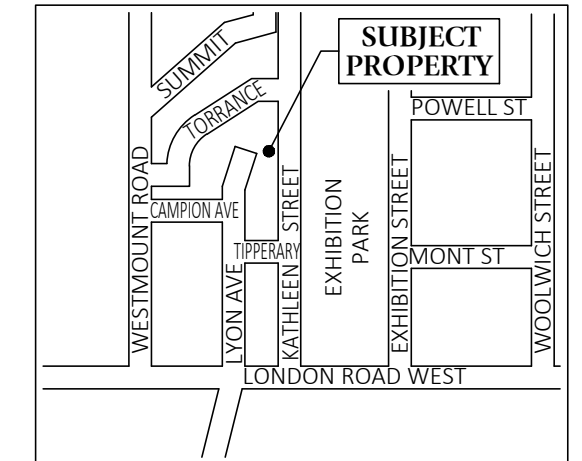 SUBJECT
PROPERTY
SUMMIT
TORRANCE
POWELL ST
WESTMOUNT ROAD
CAMPION AVE
LYON AVE
TIPPERARY
KATHLEEN STREET
EXHIBITION
PARK
EXHIBITION STREET
MONT ST
WOOLWICH STREET
LONDON ROAD WEST